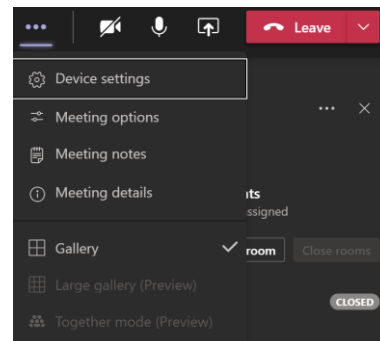 Leave
Device settings
Meeting options
Meeting notes
Meeting details
ts
ssigned
Gallery
room
Close rooms
Large gallery (Preview)
CLOSED
Together mode (Preview)